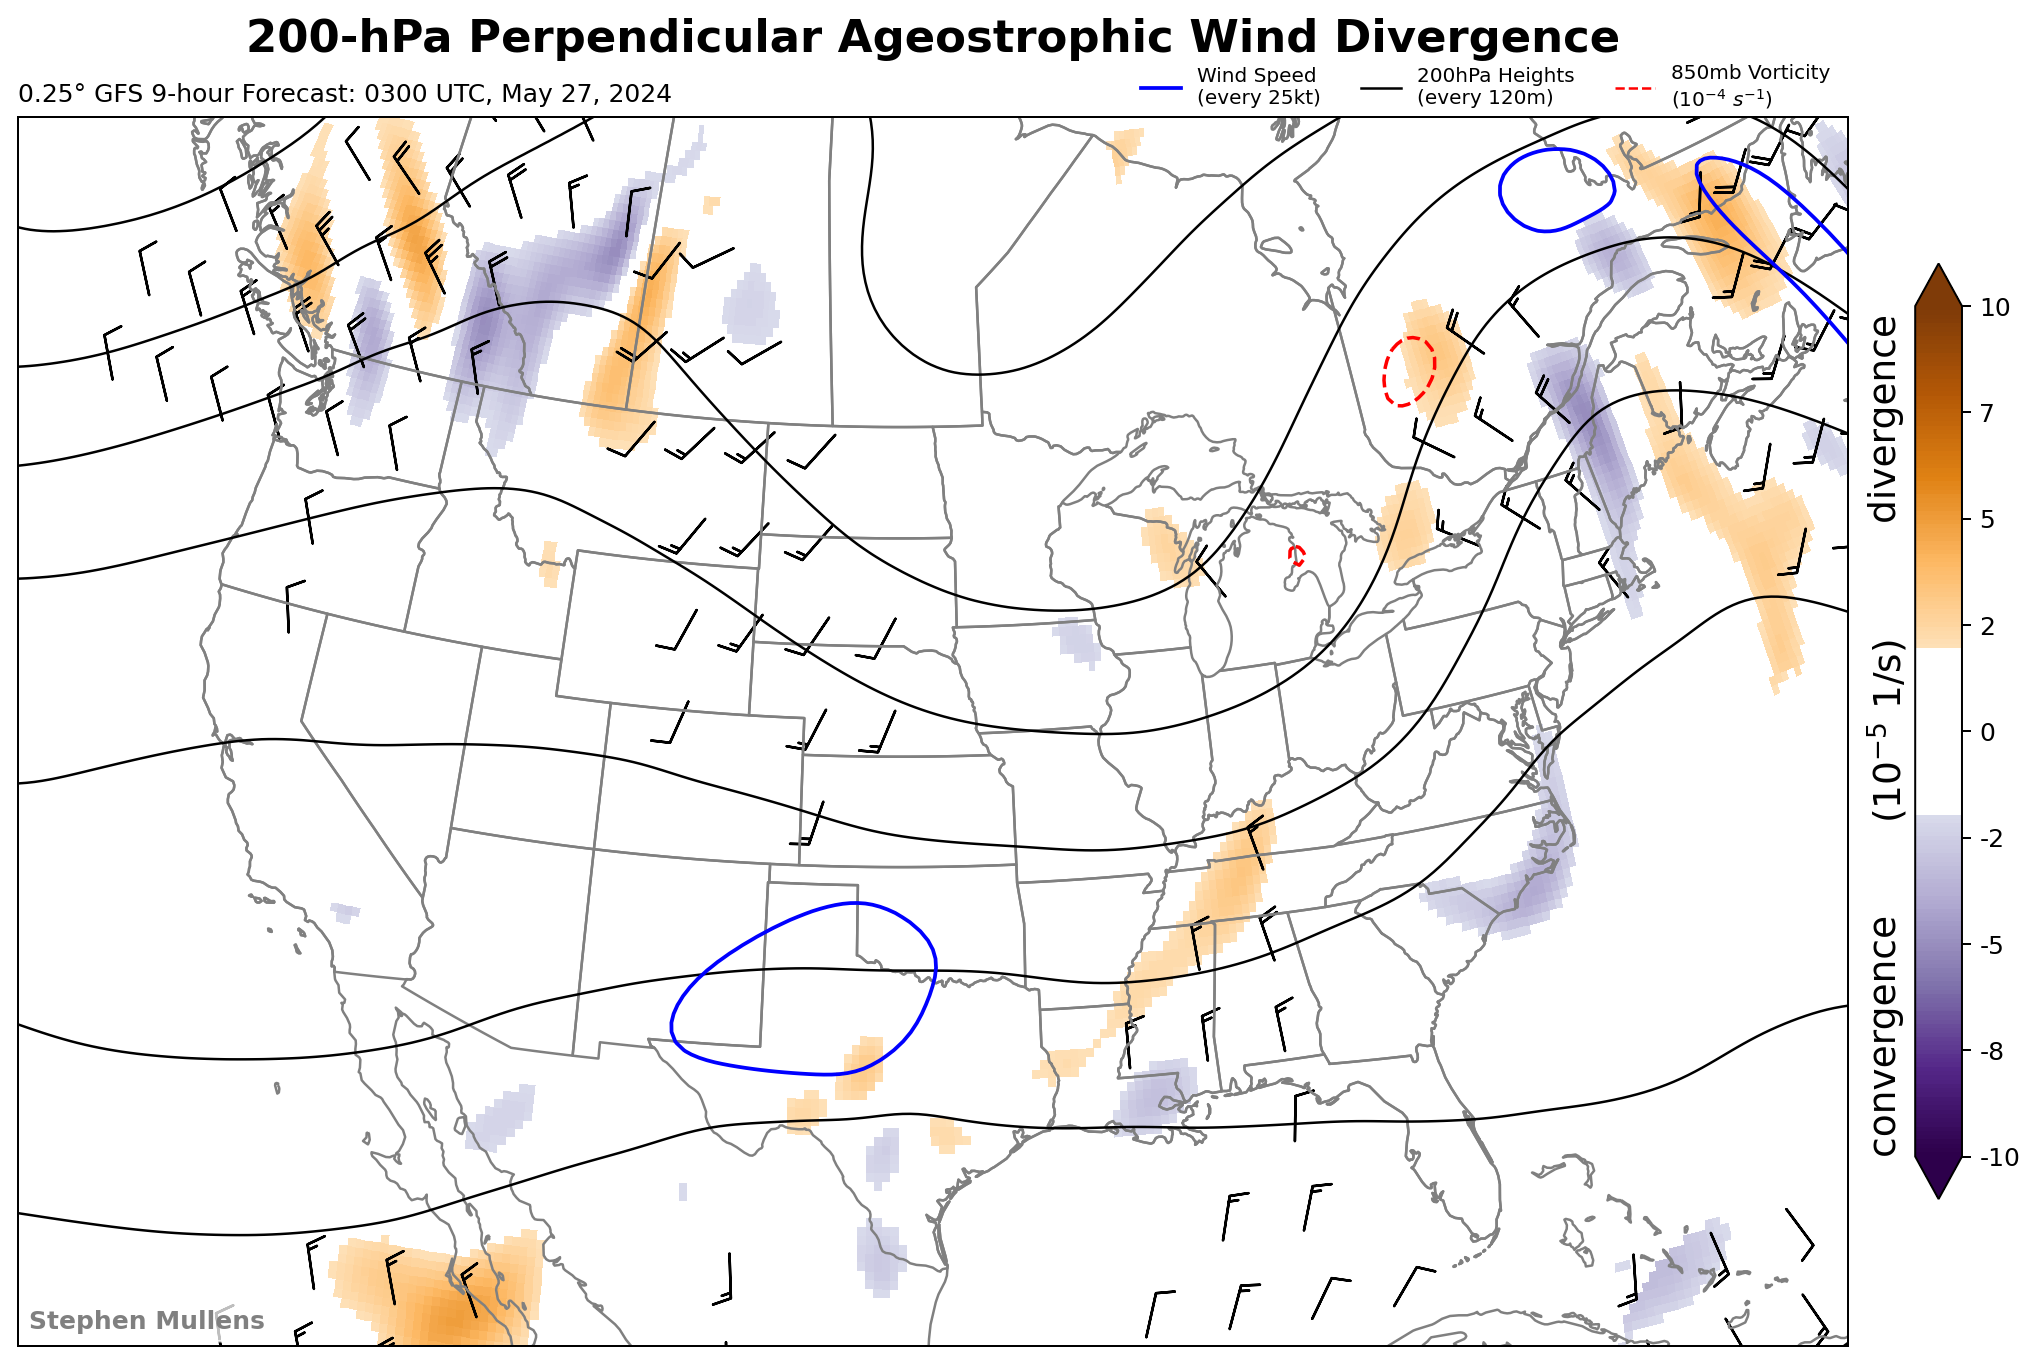 200-hPa Perpendicular Ageostrophic Wind Divergence
0.25° GFS 9-hour Forecast: 0300 UTC, May 27, 2024
Wind Speed
(every 25kt)
200hPa Heights
(every 120m)
850mb Vorticity
(10⁻⁴ s⁻¹)
10
7
5
2
0
-2
-5
-8
-10
convergence (10⁻⁵ 1/s) divergence
Stephen Mullens